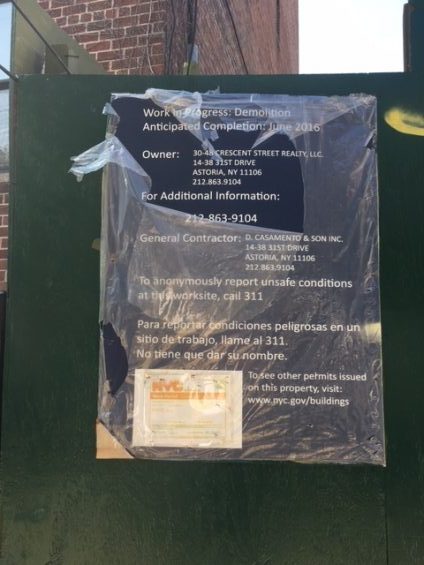 Work in Progress: Demolition
Anticipated Completion: June 2016
Owner: 30-48 CRESCENT STREET REALTY, LLC.
14-38 31ST DRIVE
ASTORIA, NY 11106
212.863.9104
For Additional Information:
212-863-9104
General Contractor: D. CASAMENTO & SON INC.
14-38 31ST DRIVE
ASTORIA, NY 11106
212.863.9104
To anonymously report unsafe conditions
at this worksite, call 311
Para reportar condiciones peligrosas en un
sitio de trabajo, llame al 311.
No tiene que dar su nombre.
NYC
To see other permits issued
on this property, visit:
www.nyc.gov/buildings